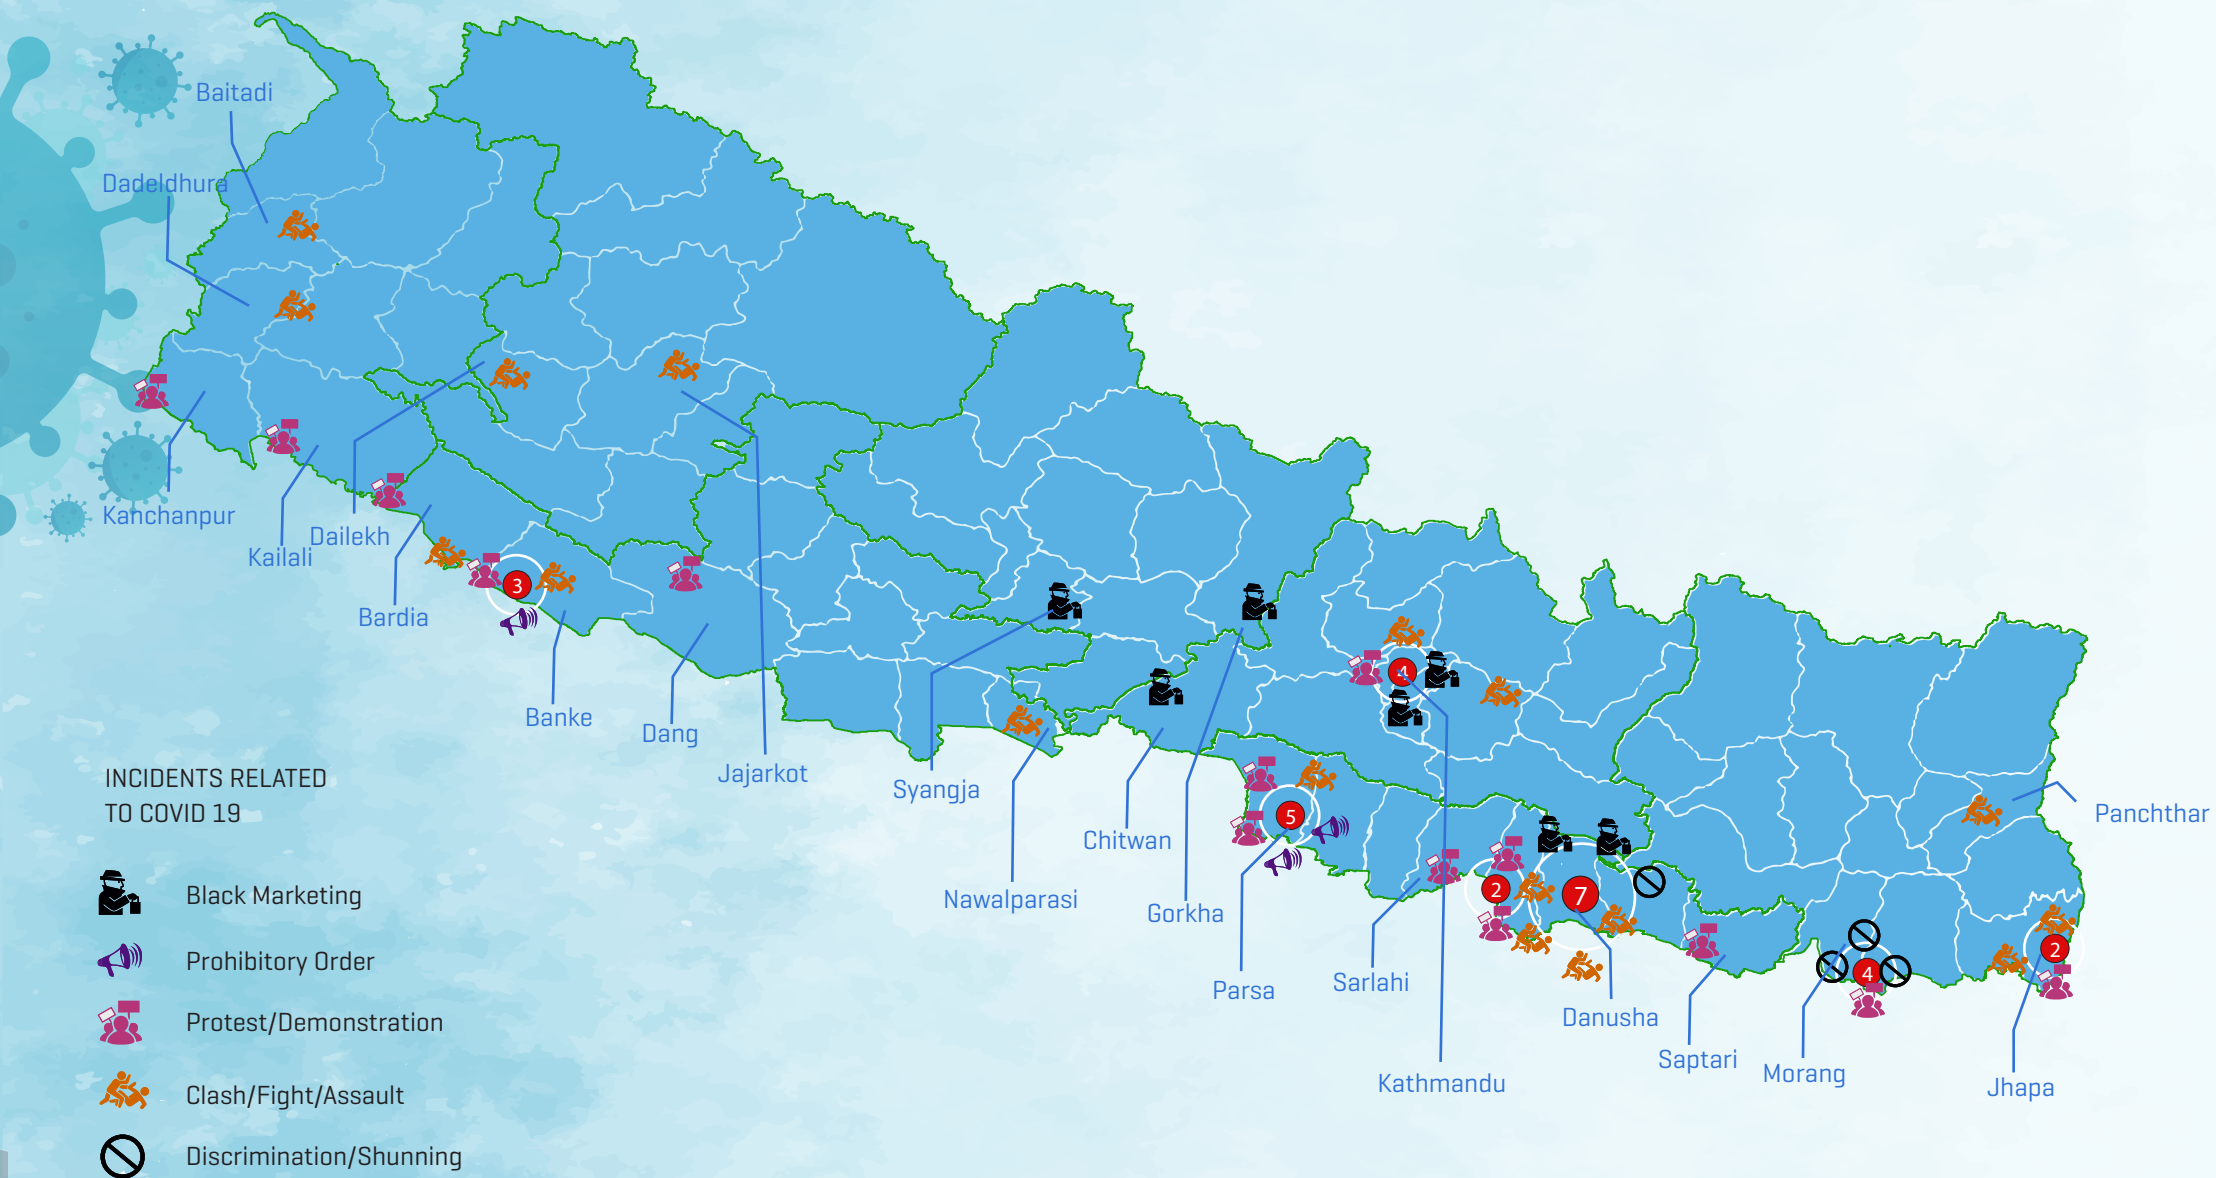 Baitadi
Dadeldhura
Kanchanpur
Kailali
Dailekh
Bardia
Banke
Dang
Jajarkot
Syangja
Nawalparasi
Chitwan
Gorkha
Parsa
Sarlahi
Kathmandu
Danusha
Saptari
Morang
Jhapa
Panchthar
3
4
5
2
7
4
2
INCIDENTS RELATED
TO COVID 19
Black Marketing
Prohibitory Order
Protest/Demonstration
Clash/Fight/Assault
Discrimination/Shunning